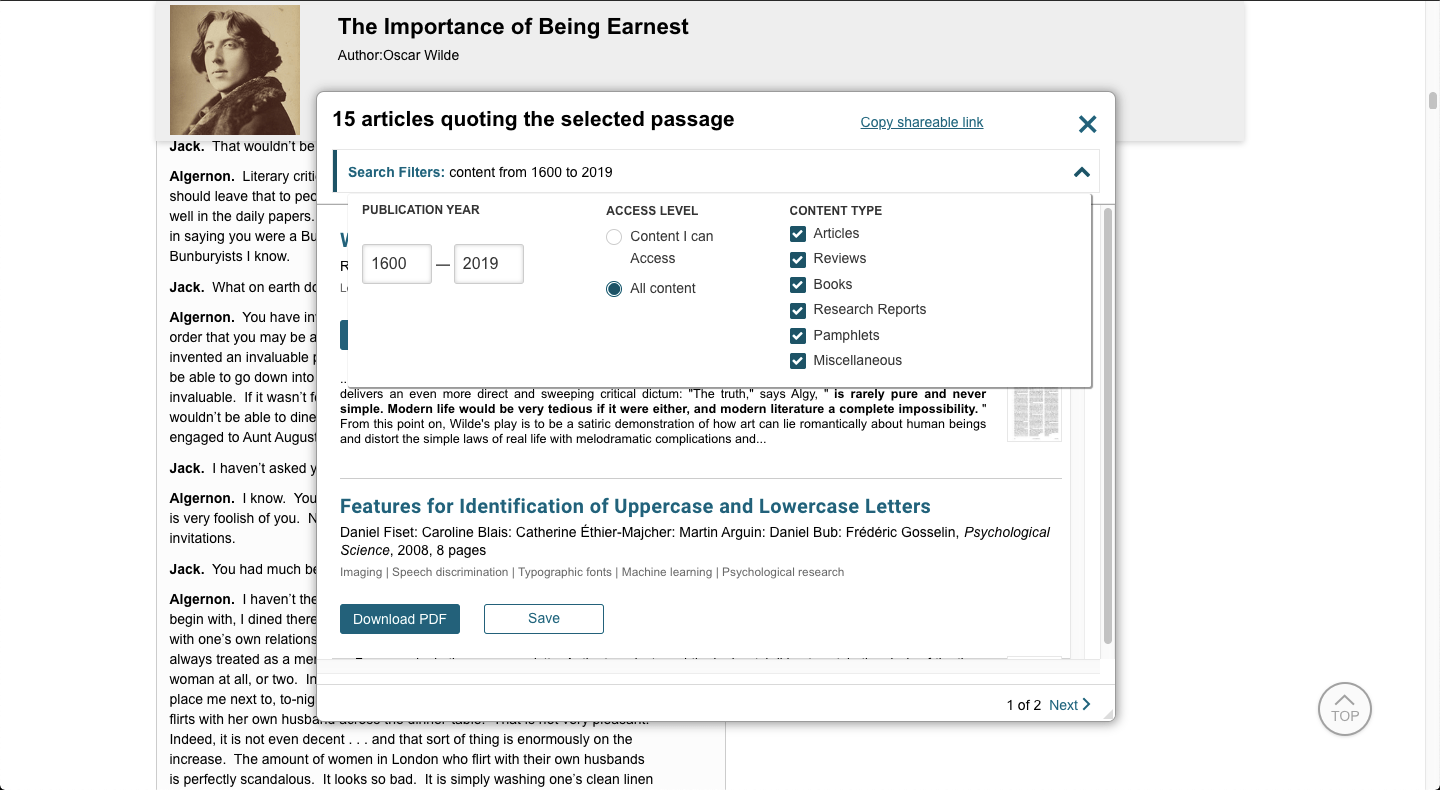 The Importance of Being Earnest
Author:Oscar Wilde
15 articles quoting the selected passage
Copy shareable link
Search Filters: content from 1600 to 2019
PUBLICATION YEAR
1600 — 2019
ACCESS LEVEL
Content I can
Access
All content
CONTENT TYPE
Articles
Reviews
Books
Research Reports
Pamphlets
Miscellaneous
delivers an even more direct and sweeping critical dictum: "The truth," says Algy, " is rarely pure and never
simple. Modern life would be very tedious if it were either, and modern literature a complete impossibility. "
From this point on, Wilde's play is to be a satiric demonstration of how art can lie romantically about human beings
and distort the simple laws of real life with melodramatic complications and...
Features for Identification of Uppercase and Lowercase Letters
Daniel Fiset: Caroline Blais: Catherine Éthier-Majcher: Martin Arguin: Daniel Bub: Frédéric Gosselin, Psychological
Science, 2008, 8 pages
Imaging | Speech discrimination | Typographic fonts | Machine learning | Psychological research
Download PDF
Save
1 of 2 Next
Jack. That wouldn’t be
Algernon. Literary criti
should leave that to peo
well in the daily papers.
in saying you were a Bu
Bunburyists I know.
Jack. What on earth do
Algernon. You have in
order that you may be a
invented an invaluable p
be able to go down into
invaluable. If it wasn’t f
wouldn’t be able to dine
engaged to Aunt August
Jack. I haven’t asked y
Algernon. I know. You
is very foolish of you. N
invitations.
Jack. You had much be
Algernon. I haven’t the
begin with, I dined there
with one’s own relations
always treated as a mem
woman at all, or two. In
place me next to, to-nig
flirts with her own husband across the dinner-table. That is not very pleasant.
Indeed, it is not even decent . . . and that sort of thing is enormously on the
increase. The amount of women in London who flirt with their own husbands
is perfectly scandalous. It looks so bad. It is simply washing one’s clean linen
TOP